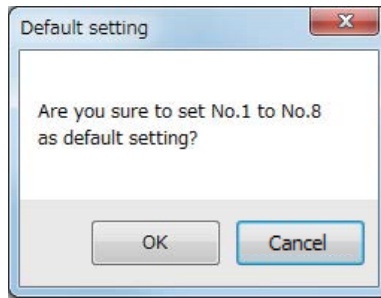 Default setting
Are you sure to set No.1 to No.8
as default setting?
OK
Cancel